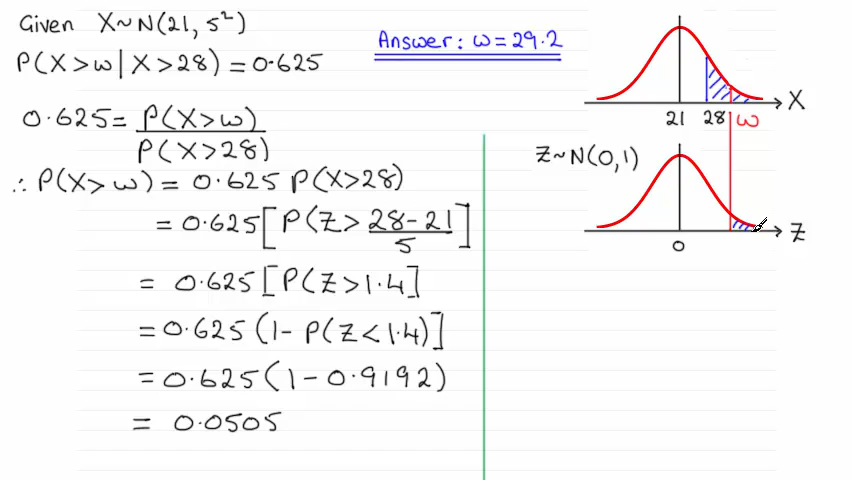 Given X~N(21, 5²)
P(X>w|X>28) = 0.625
Answer: w = 29.2
0.625 = P(X>w)
P(X>28)
∴ P(X>w) = 0.625 P(X>28)
= 0.625 [P(Z > 28 - 21
5 ]
= 0.625 [P(Z > 1.4]
= 0.625 (1 - P(Z < 1.4)]
= 0.625 (1 - 0.9192)
= 0.0505
21 28 w X
Z~N(0,1)
0 Z